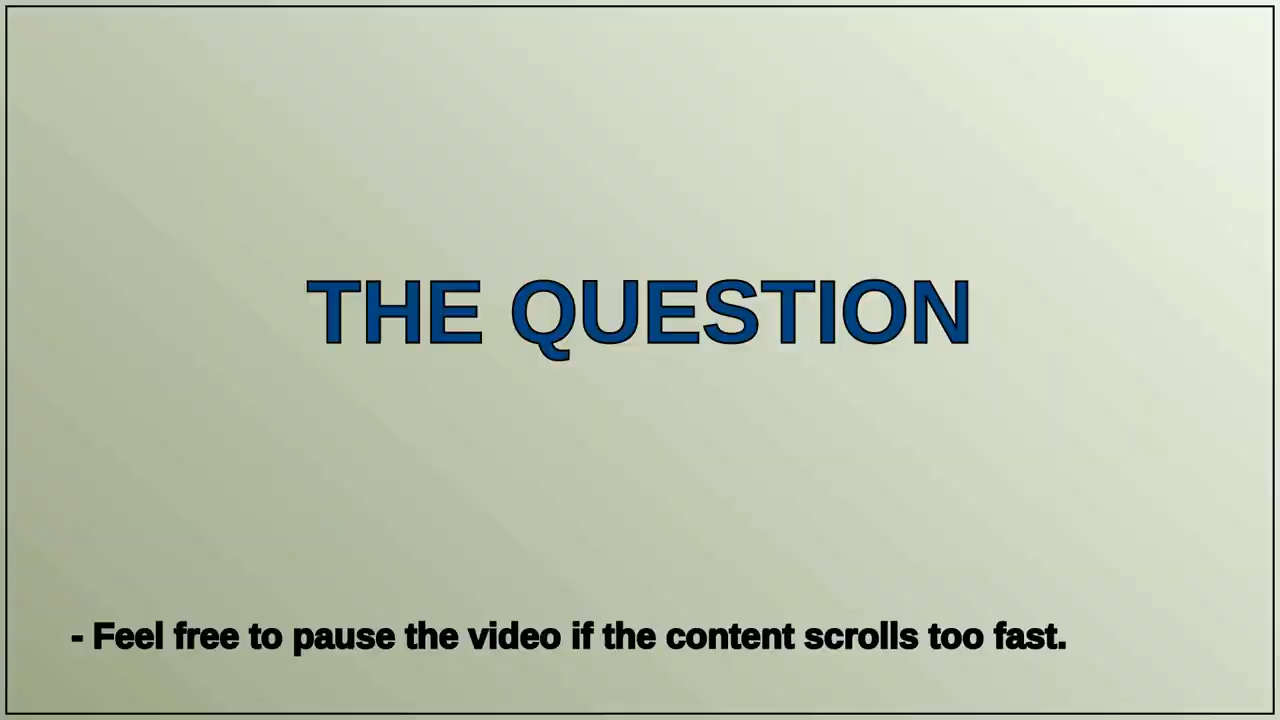 THE QUESTION
- Feel free to pause the video if the content scrolls too fast.